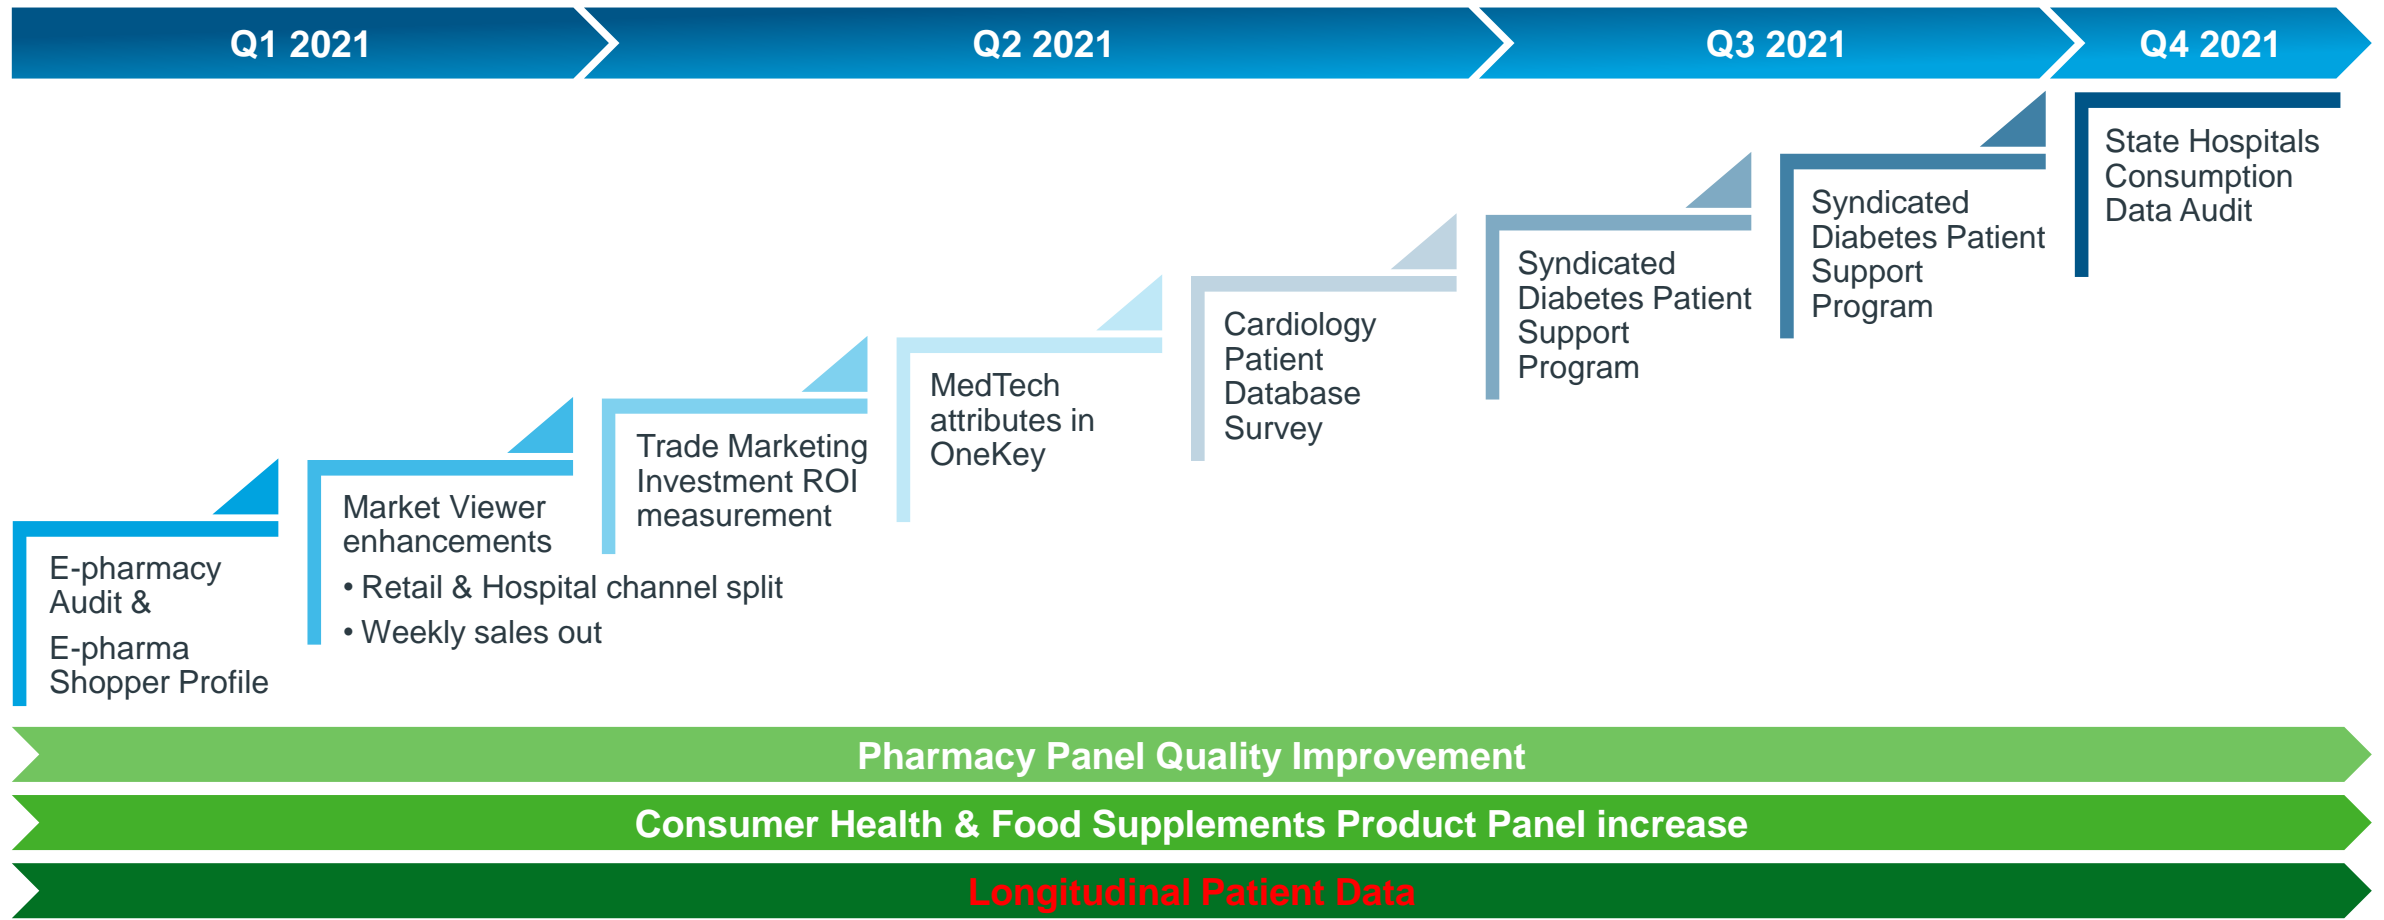 Q1 2021
Q2 2021
Q3 2021
Q4 2021
E-pharmacy
Audit &
E-pharma
Shopper Profile
Market Viewer
enhancements
• Retail & Hospital channel split
• Weekly sales out
Trade Marketing
Investment ROI
measurement
MedTech
attributes in
OneKey
Cardiology
Patient
Database
Survey
Syndicated
Diabetes Patient
Support
Program
Syndicated
Diabetes Patient
Support
Program
State Hospitals
Consumption
Data Audit
Pharmacy Panel Quality Improvement
Consumer Health & Food Supplements Product Panel increase
Longitudinal Patient Data